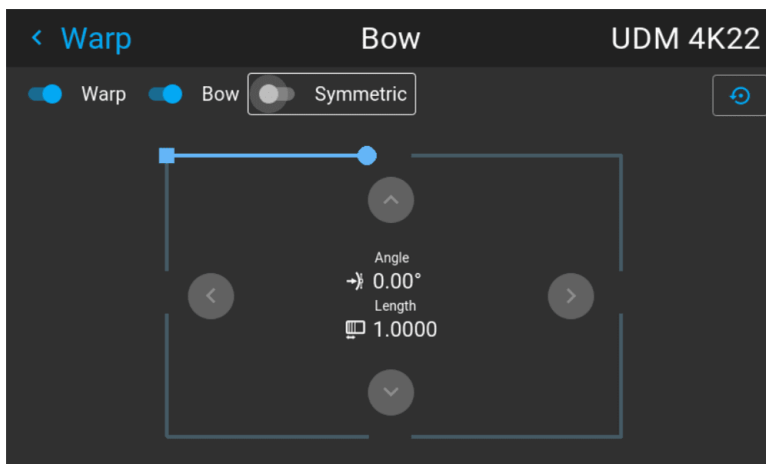 Warp Bow UDM 4K22
Warp Bow Symmetric
Angle
0.00°
Length
1.0000